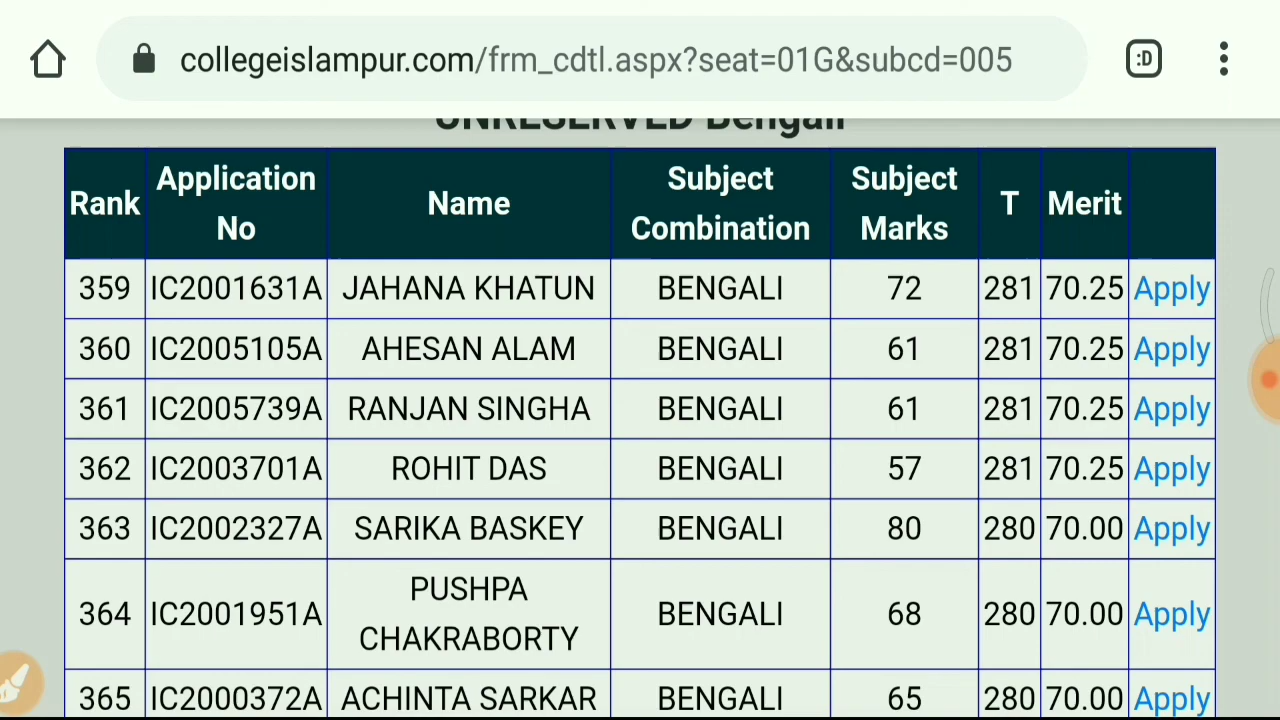 collegeislampur.com/frm_cdtl.aspx?seat=01G&subcd=005
:D
UNRESERVED Bengali
Rank Application No Name Subject Combination Subject Marks T Merit
359 IC2001631A JAHANA KHATUN BENGALI 72 281 70.25 Apply
360 IC2005105A AHESAN ALAM BENGALI 61 281 70.25 Apply
361 IC2005739A RANJAN SINGHA BENGALI 61 281 70.25 Apply
362 IC2003701A ROHIT DAS BENGALI 57 281 70.25 Apply
363 IC2002327A SARIKA BASKEY BENGALI 80 280 70.00 Apply
364 IC2001951A PUSHPA CHAKRABORTY BENGALI 68 280 70.00 Apply
365 IC2000372A ACHINTA SARKAR BENGALI 65 280 70.00 Apply